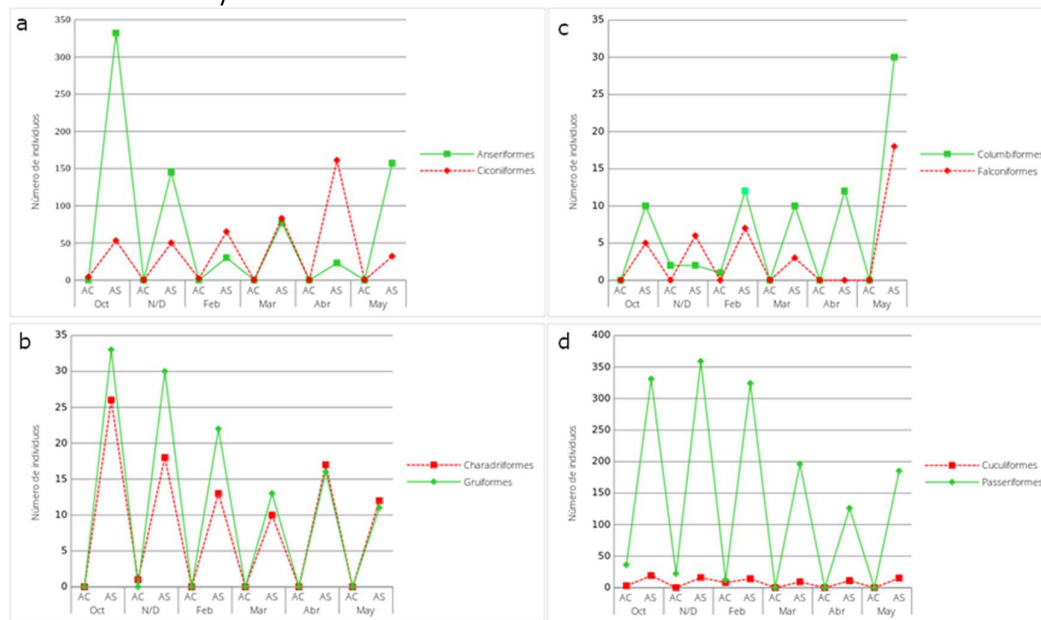 a
350
300
250
200
150
100
50
0
Número de individuos
AC AS AC AS AC AS AC AS AC AS AC AS
Oct N/D Feb Mar Abr May
Anseriformes
Ciconiiformes
c
35
30
25
20
15
10
5
0
Número de individuos
AC AS AC AS AC AS AC AS AC AS AC AS
Oct N/D Feb Mar Abr May
Columbiformes
Falconiformes
b
35
30
25
20
15
10
5
0
Número de individuos
AC AS AC AS AC AS AC AS AC AS AC AS
Oct N/D Feb Mar Abr May
Charadriformes
Gruiformes
d
400
350
300
250
200
150
100
50
0
Número de individuos
AC AS AC AS AC AS AC AS AC AS AC AS
Oct N/D Feb Mar Abr May
Cuculiformes
Passeriformes